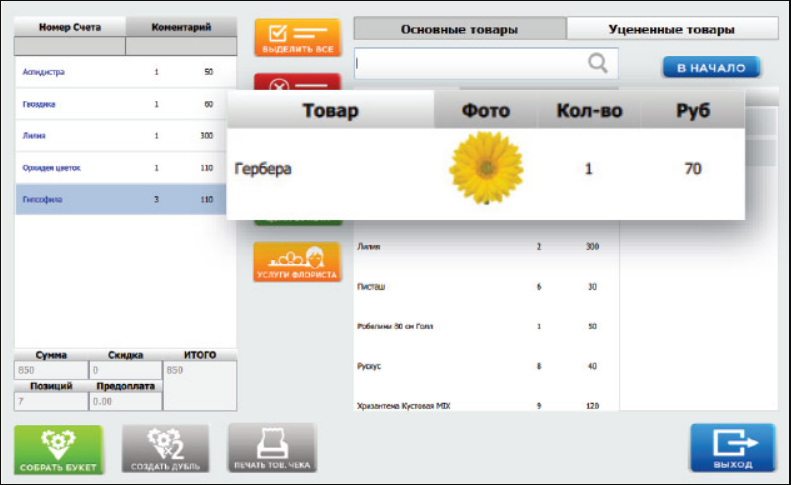 Номер Счета Коментарий
Аспидистра 1 50
Гвоздика 1 60
Лилия 1 300
Орхидея цветок 1 110
Гипсофила 3 110
Сумма Скидка ИТОГО
850 0 850
Позиций Предоплата
7 0.00
ВЫДЕЛИТЬ ВСЕ
УСЛУГИ ФЛОРИСТА
Основные товары Уцененные товары
В НАЧАЛО
Товар Фото Кол-во Руб
Гербера 1 70
Лилия 2 300
Писташ 6 30
Робелини 80 см Голл 1 50
Рускус 8 40
Хризантема Кустовая MIX 9 120
СОБРАТЬ БУКЕТ
x2
СОЗДАТЬ ДУБЛЬ
ПЕЧАТЬ ТОВ. ЧЕКА
ВЫХОД